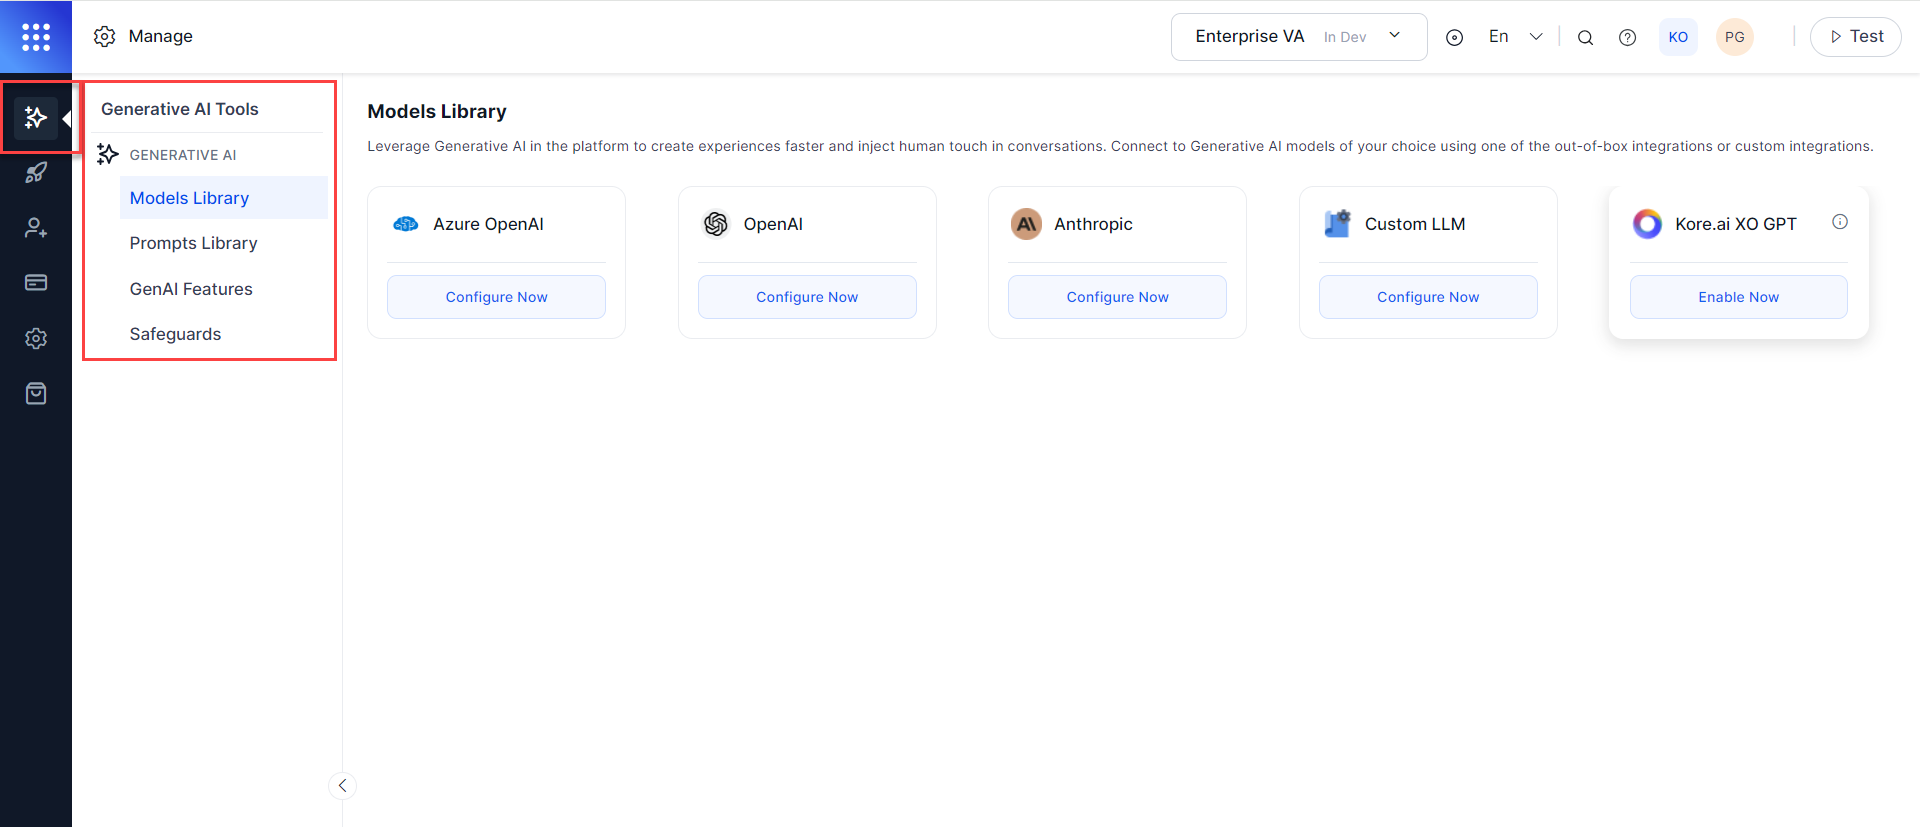 Manage
Enterprise VA In Dev En KO PG Test
Generative AI Tools
GENERATIVE AI
Models Library
Prompts Library
GenAI Features
Safeguards
Models Library
Leverage Generative AI in the platform to create experiences faster and inject human touch in conversations. Connect to Generative AI models of your choice using one of the out-of-box integrations or custom integrations.
Azure OpenAI
Configure Now
OpenAI
Configure Now
Anthropic
Configure Now
Custom LLM
Configure Now
Kore.ai XO GPT
Enable Now